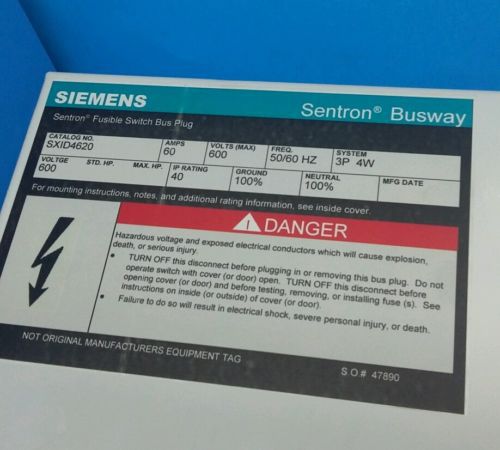 SIEMENS
Sentron® Busway
Sentron® Fusible Switch Bus Plug
CATALOG NO. AMPS VOLTS (MAX) FREQ. SYSTEM
SXID4620 60 600 50/60 HZ 3P 4W
VOLTGE STD. HP. MAX. HP. IP RATING GROUND NEUTRAL MFG DATE
600 40 100% 100%
For mounting instructions, notes, and additional rating information, see inside cover.
DANGER
Hazardous voltage and exposed electrical conductors which will cause explosion,
death, or serious injury.
• TURN OFF this disconnect before plugging in or removing this bus plug. Do not
operate switch with cover (or door) open. TURN OFF this disconnect before
opening cover (or door) and before testing, removing, or installing fuse (s). See
instructions on inside (or outside) of cover (or door).
• Failure to do so will result in electrical shock, severe personal injury, or death.
NOT ORIGINAL MANUFACTURERS EQUIPMENT TAG
S O # 47890